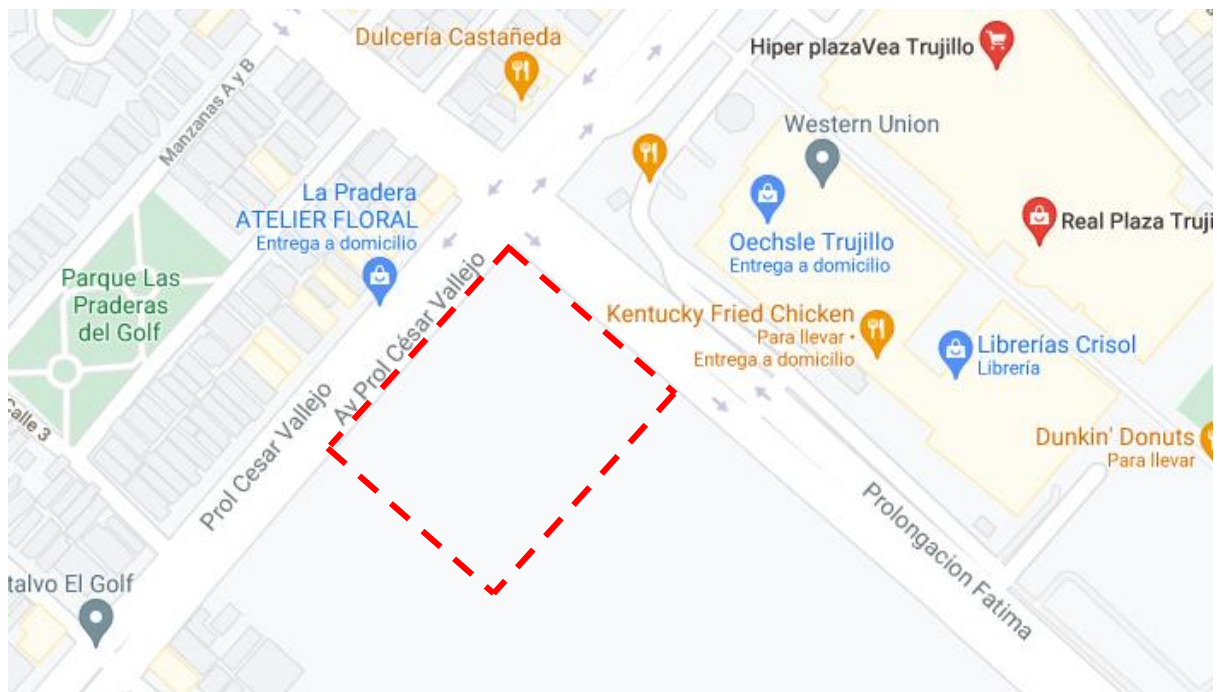 Dulcería Castañeda
Hiper plazaVea Trujillo
Manzanas A y B
Western Union
La Pradera
ATELIER FLORAL
Entrega a domicilio
Oechsle Trujillo
Entrega a domicilio
Real Plaza Truji
Parque Las
Praderas
del Golf
Av Prol César Vallejo
Kentucky Fried Chicken
Para llevar •
Entrega a domicilio
Librerías Crisol
Librería
Calle 3
Prol Cesar Vallejo
Dunkin' Donuts
Para llevar
Prolongacion Fatima
talvo El Golf